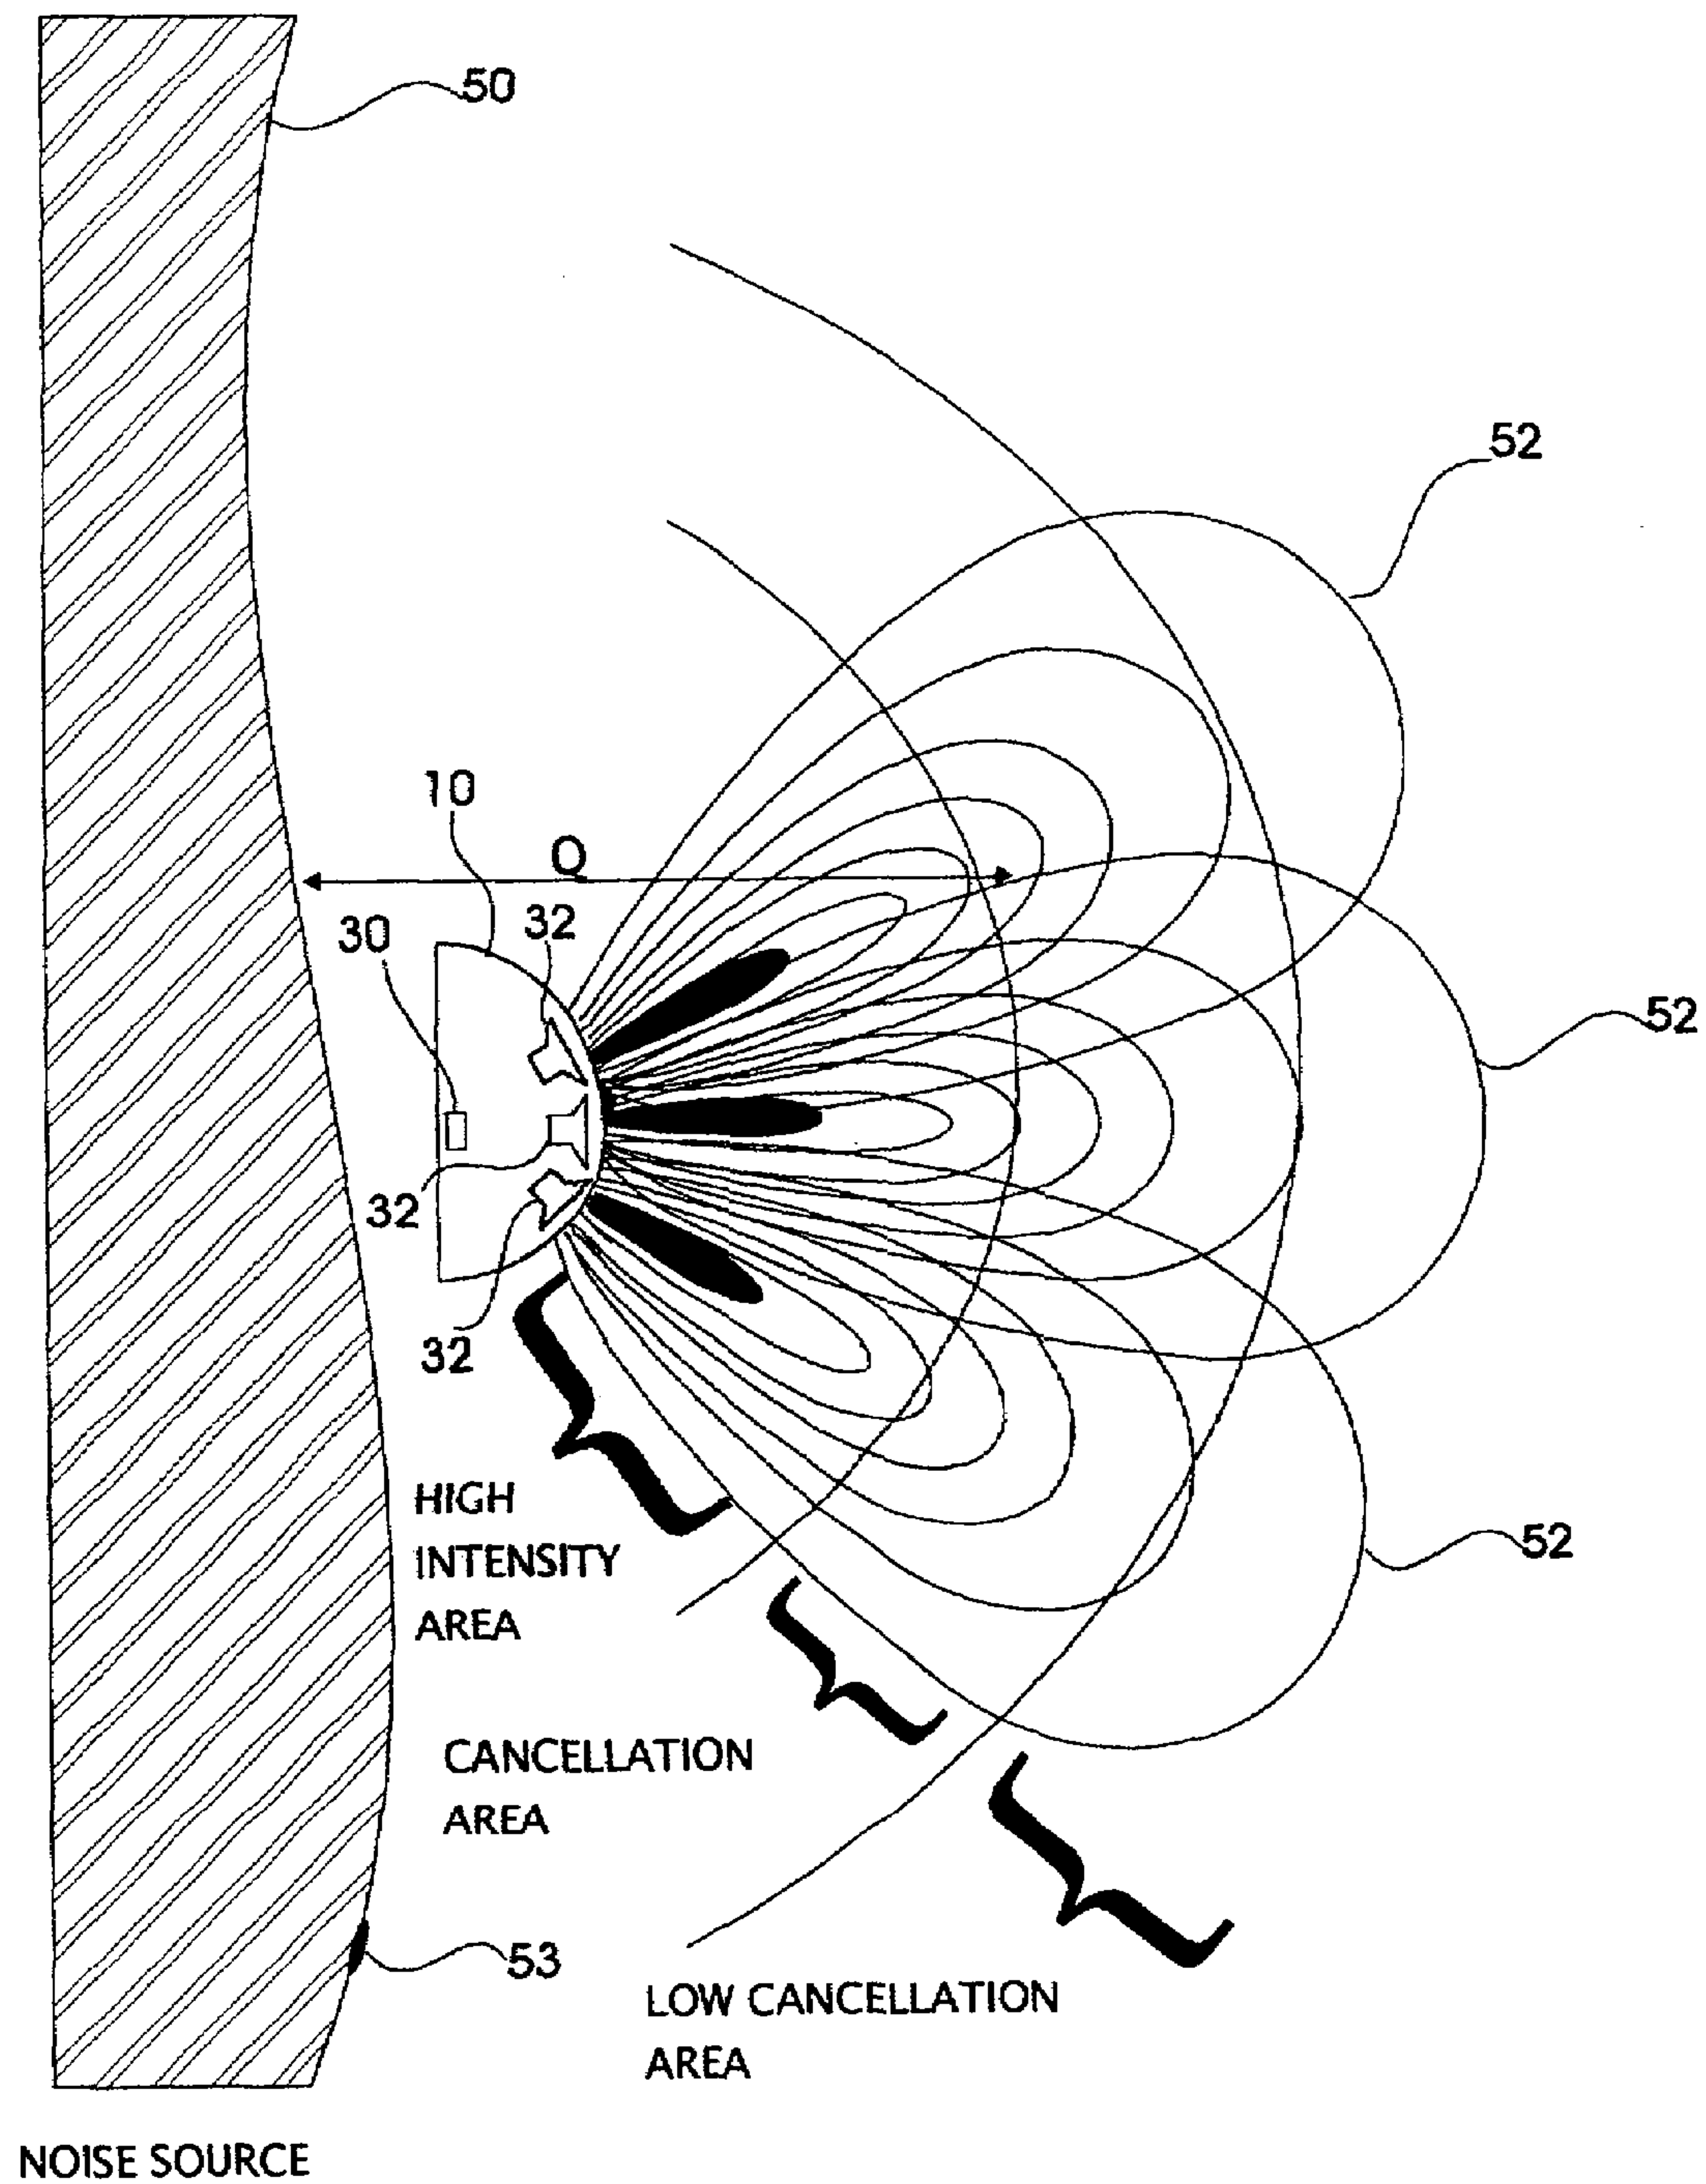 50
52
10
Q
30
32
52
32
32
HIGH
INTENSITY
AREA
52
CANCELLATION
AREA
53
LOW CANCELLATION
AREA
NOISE SOURCE